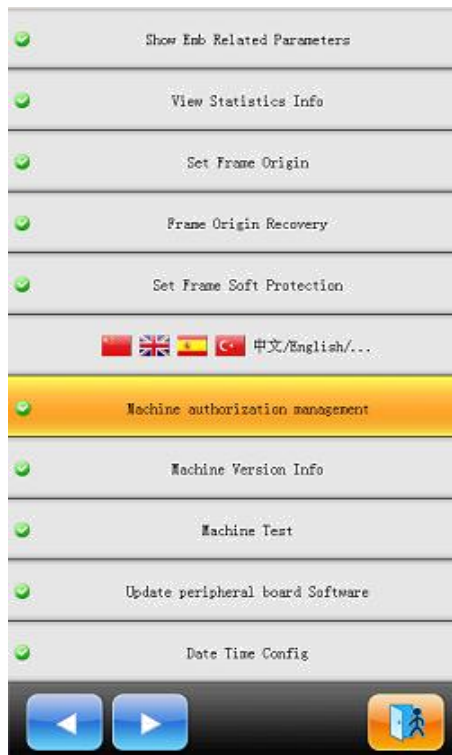 Show Emb Related Parameters
View Statistics Info
Set Frame Origin
Frame Origin Recovery
Set Frame Soft Protection
中文/English/...
Machine authorization management
Machine Version Info
Machine Test
Update peripheral board Software
Date Time Config